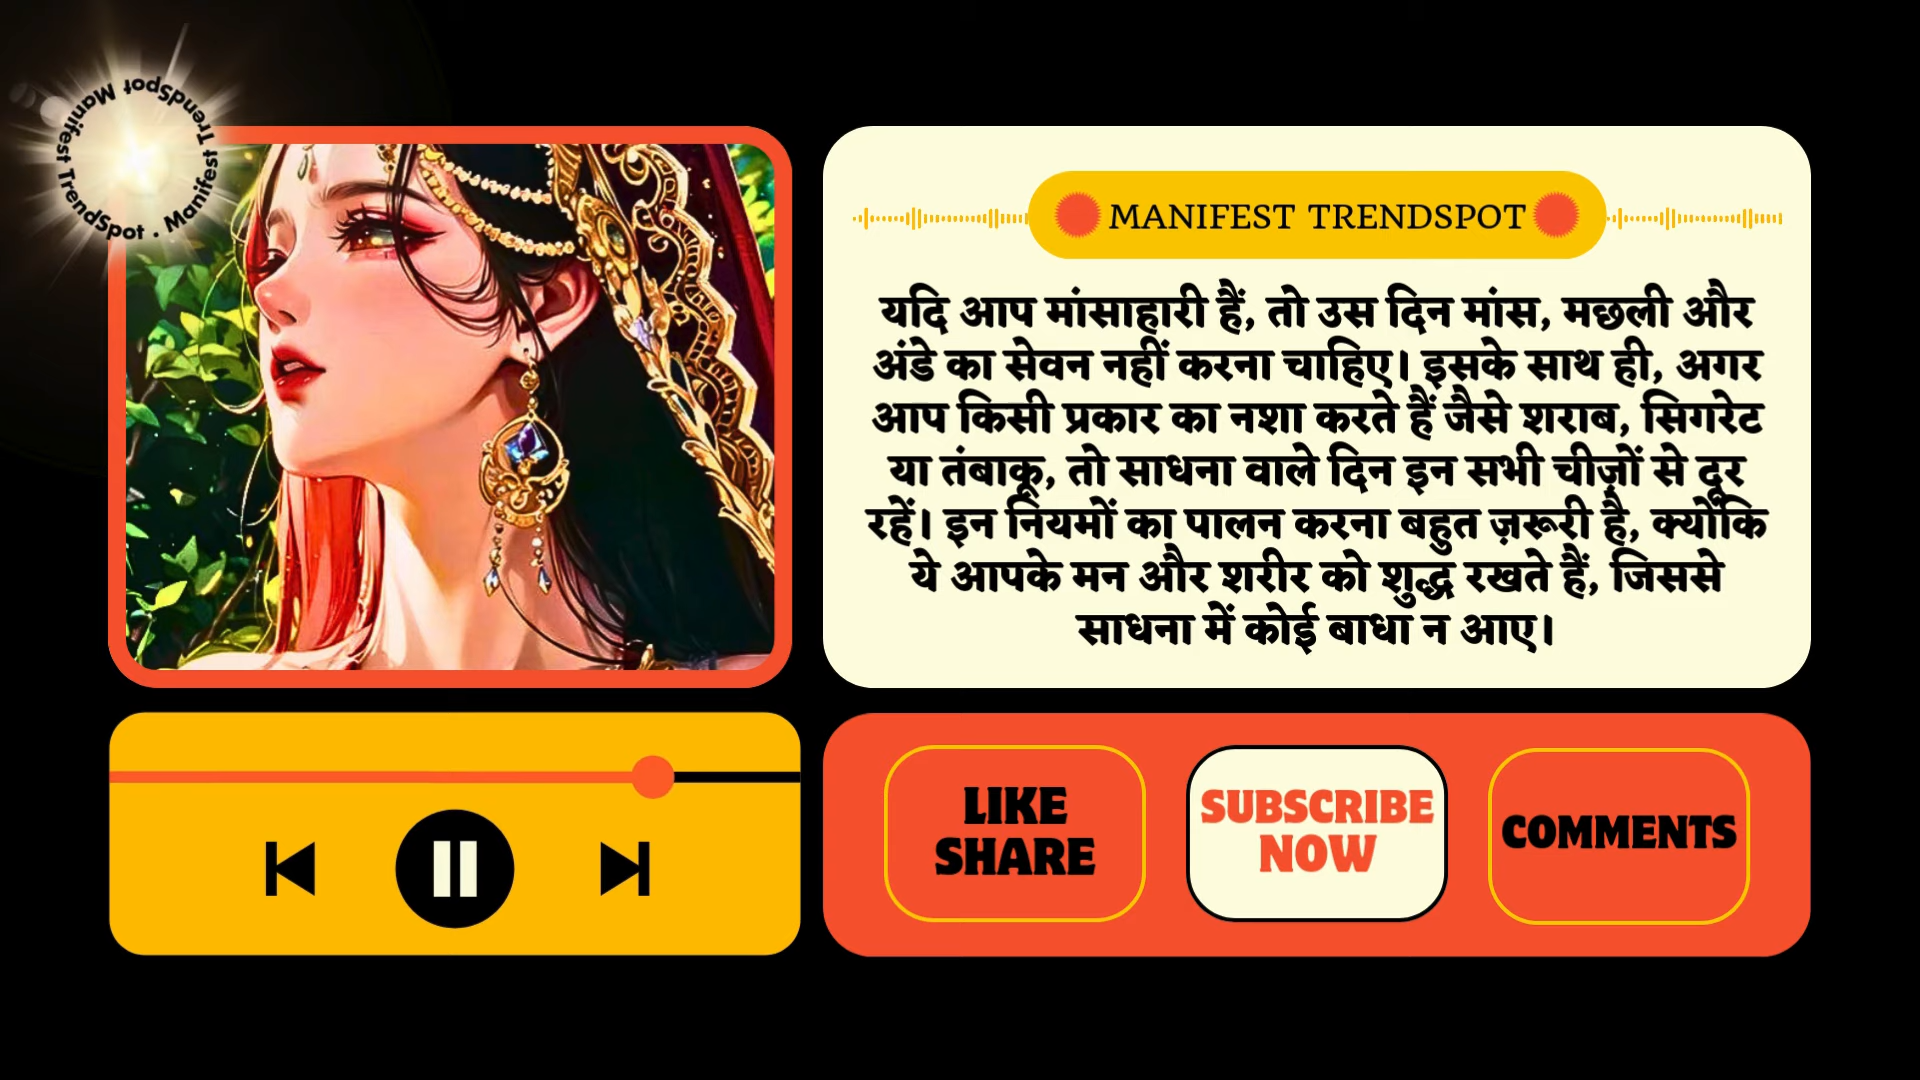 Manifest TrendSpot . Manifest TrendSpot
MANIFEST TRENDSPOT
यदि आप मांसाहारी हैं, तो उस दिन मांस, मछली और
अंडे का सेवन नहीं करना चाहिए। इसके साथ ही, अगर
आप किसी प्रकार का नशा करते हैं जैसे शराब, सिगरेट
या तंबाकू, तो साधना वाले दिन इन सभी चीज़ों से दूर
रहें। इन नियमों का पालन करना बहुत ज़रूरी है, क्योंकि
ये आपके मन और शरीर को शुद्ध रखते हैं, जिससे
साधना में कोई बाधा न आए।
LIKE
SHARE
SUBSCRIBE
NOW
COMMENTS